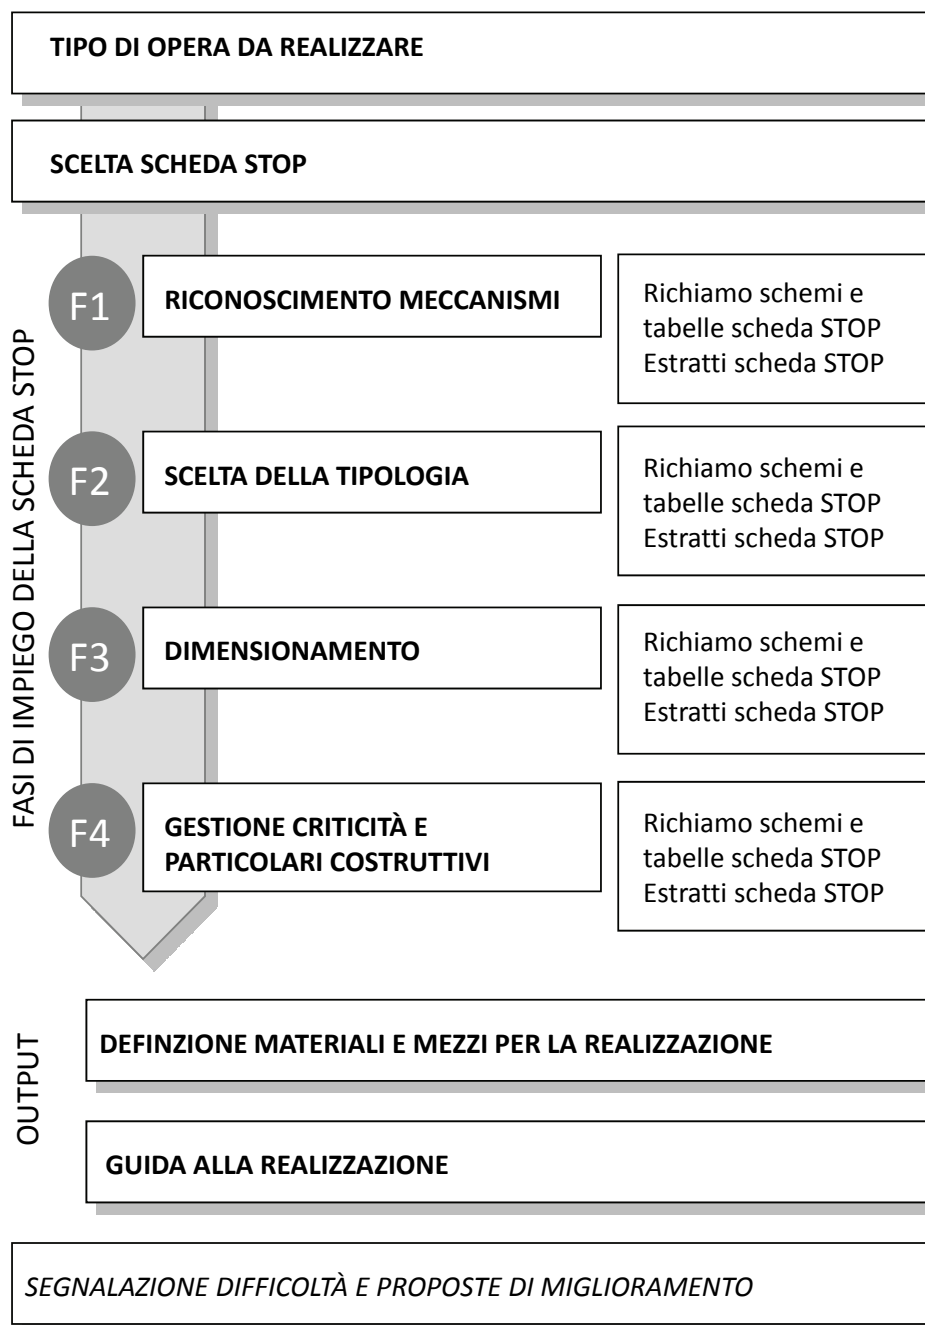 TIPO DI OPERA DA REALIZZARE
SCELTA SCHEDA STOP
FASI DI IMPIEGO DELLA SCHEDA STOP
F1
RICONOSCIMENTO MECCANISMI
Richiamo schemi e
tabelle scheda STOP
Estratti scheda STOP
F2
SCELTA DELLA TIPOLOGIA
Richiamo schemi e
tabelle scheda STOP
Estratti scheda STOP
F3
DIMENSIONAMENTO
Richiamo schemi e
tabelle scheda STOP
Estratti scheda STOP
F4
GESTIONE CRITICITÀ E
PARTICOLARI COSTRUTTIVI
Richiamo schemi e
tabelle scheda STOP
Estratti scheda STOP
OUTPUT
DEFINZIONE MATERIALI E MEZZI PER LA REALIZZAZIONE
GUIDA ALLA REALIZZAZIONE
SEGNALAZIONE DIFFICOLTÀ E PROPOSTE DI MIGLIORAMENTO